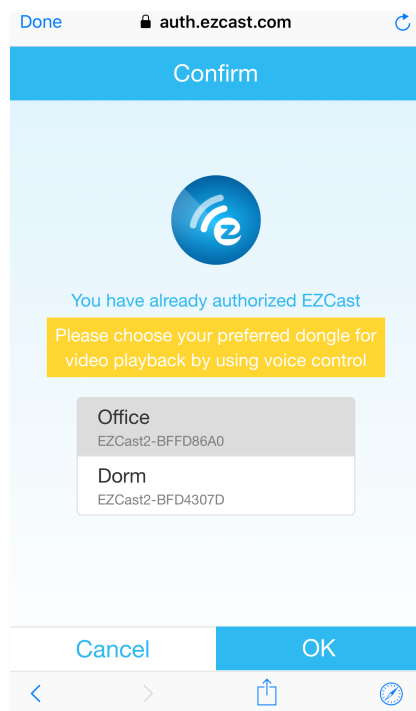 Done auth.ezcast.com
Confirm
You have already authorized EZCast
Please choose your preferred dongle for
video playback by using voice control
Office
EZCast2-BFFD86A0
Dorm
EZCast2-BFD4307D
Cancel OK